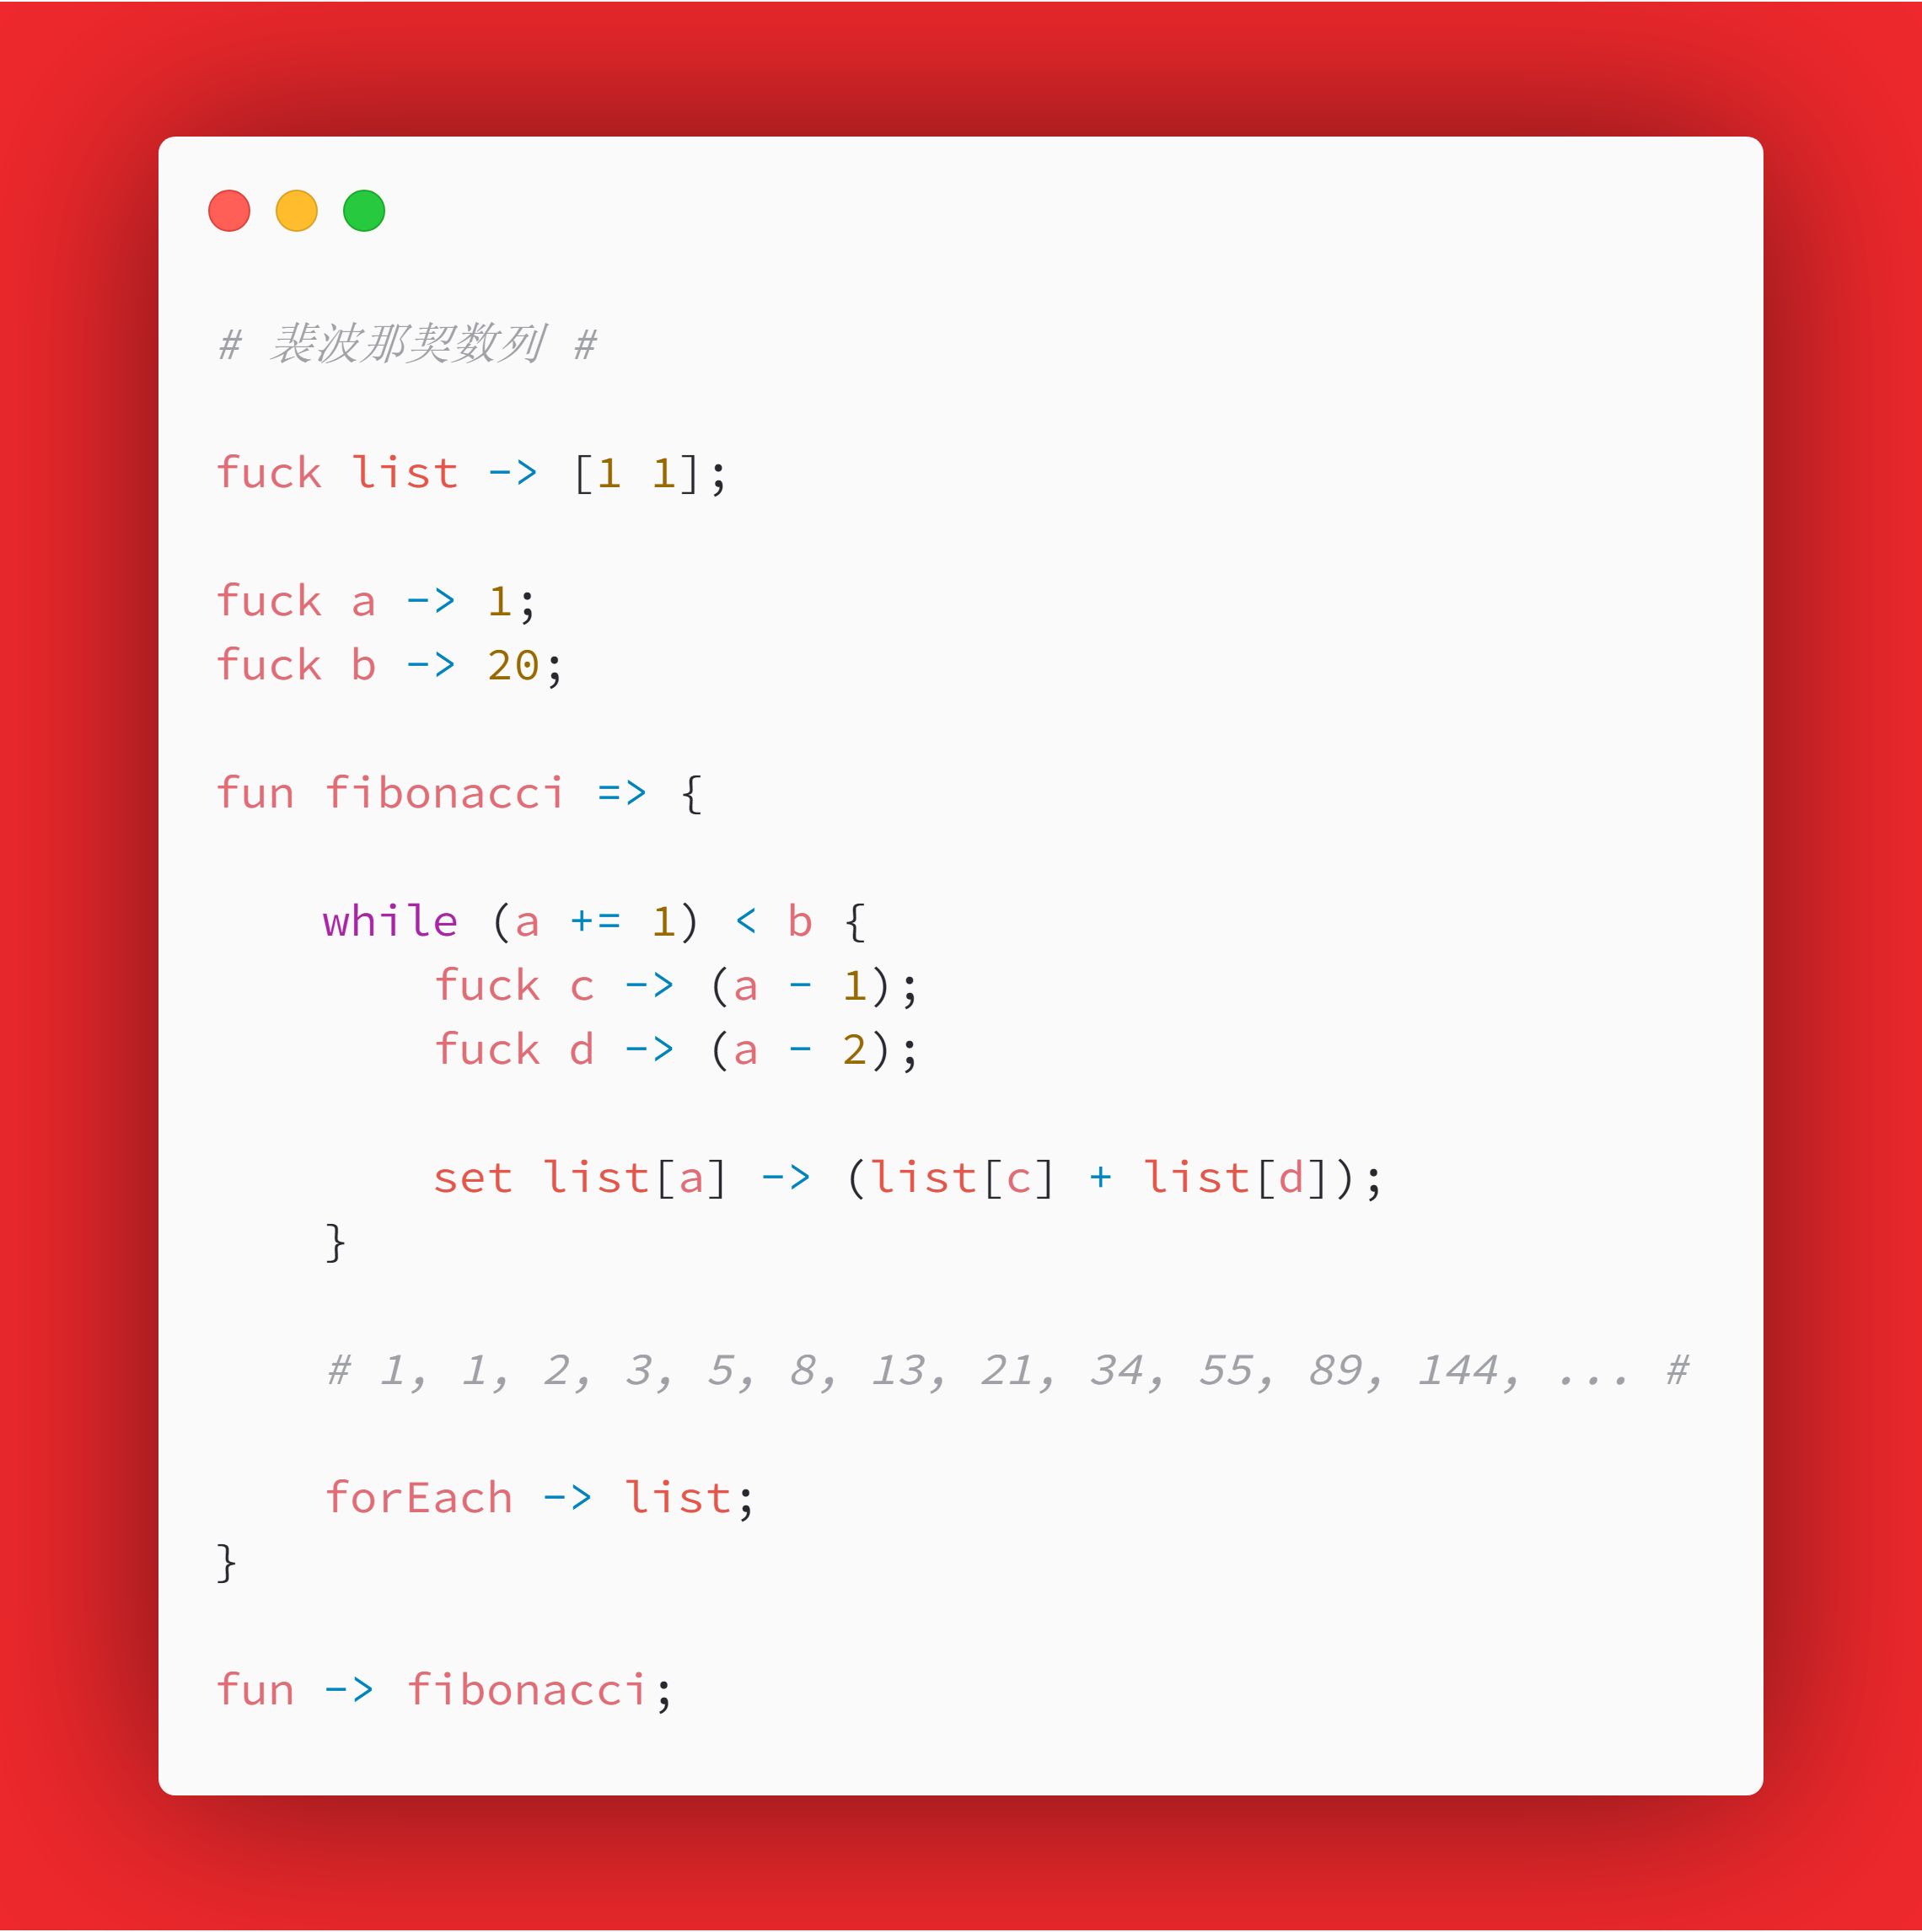 # 裴波那契数列 #
fuck list -> [1 1];
fuck a -> 1;
fuck b -> 20;
fun fibonacci => {
while (a += 1) < b {
fuck c -> (a - 1);
fuck d -> (a - 2);
set list[a] -> (list[c] + list[d]);
}
# 1, 1, 2, 3, 5, 8, 13, 21, 34, 55, 89, 144, ... #
forEach -> list;
}
fun -> fibonacci;